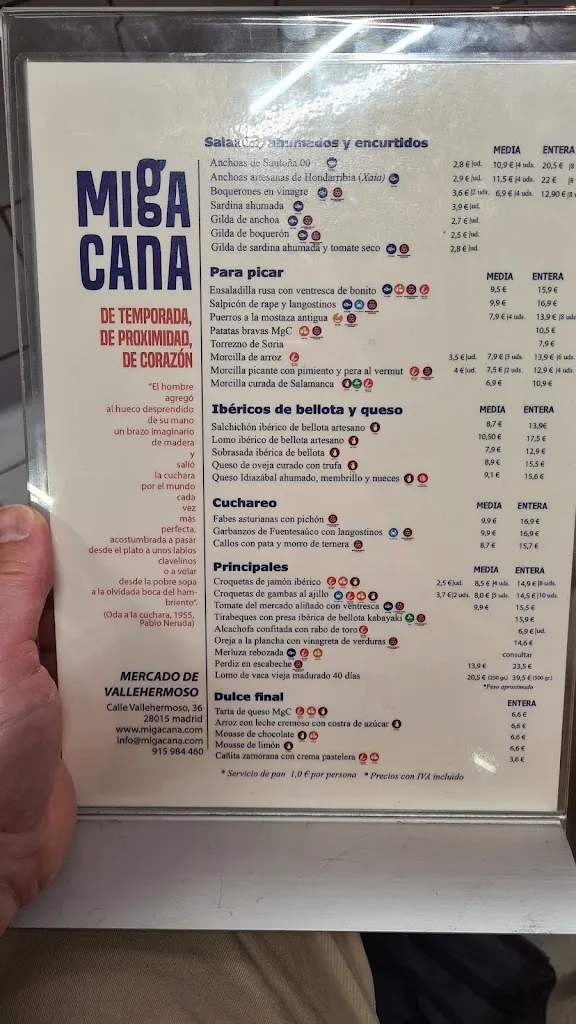 MIGA
CANA
DE TEMPORADA,
DE PROXIMIDAD,
DE CORAZÓN
"El hombre
agregó
al hueco desprendido
de su mano
un brazo imaginario
de madera
y
salió
la cuchara
por el mundo
cada
vez
más
perfecta,
acostumbrada a pasar
desde el plato a unos labios
clavelinos
o a volar
desde la pobre sopa
a la olvidada boca del ham-
briento".
(Oda a la cuchara, 1955,
Pablo Neruda)
MERCADO DE
VALLEHERMOSO
Calle Vallehermoso, 36
28015 madrid
www.migacana.com
info@migacana.com
915 984 460
ahumados y encurtidos MEDIA ENTERA
Anchoas de Santoña 00 2,8 €|ud. 10,9 €|4 uds. 20,5 €|8
Anchoas artesanas de Hondarribia (Xaia) 2,9 €|ud. 11,5 €|4 uds. 22 € |8
Boquerones en vinagre 3,6 €|2 uds. 6,9 €|4 uds. 12,90 €|8
Sardina ahumada 3,9 €|ud.
Gilda de anchoa 2,7 €|ud.
Gilda de boquerón 2,5 €|ud.
Gilda de sardina ahumada y tomate seco 2,8 €|ud.
Para picar MEDIA ENTERA
Ensaladilla rusa con ventresca de bonito 9,5 € 15,9 €
Salpicón de rape y langostinos 9,9 € 16,9 €
Puerros a la mostaza antigua 7,9 €|4 uds. 13,9 €|8 uds.
Patatas bravas MgC 10,5 €
Torrezno de Soria 7,9 €
Morcilla de arroz 3,5 €|ud. 7,9 €|3 uds. 13,9 €|6 uds.
Morcilla picante con pimiento y pera al vermut 4 €|ud. 7,5 €|2 uds. 12,9 €|4 uds.
Morcilla curada de Salamanca 6,9 € 10,9 €
Ibéricos de bellota y queso MEDIA ENTERA
Salchichón ibérico de bellota artesano 8,7 € 13,9€
Lomo ibérico de bellota artesano 10,50 € 17,5 €
Sobrasada ibérica de bellota 7,9 € 12,9 €
Queso de oveja curado con trufa 8,9 € 15,5 €
Queso Idiazábal ahumado, membrillo y nueces 9,1 € 15,6 €
Cuchareo MEDIA ENTERA
Fabes asturianas con pichón 9,9 € 16,9 €
Garbanzos de Fuentesaúco con langostinos 9,9 € 16,9 €
Callos con pata y morro de ternera 8,7 € 15,7 €
Principales MEDIA ENTERA
Croquetas de jamón ibérico 2,5 €|ud. 8,5 €|4 uds. 14,9 €|8 uds.
Croquetas de gambas al ajillo 3,7 €|2 uds. 8,0 €|5 uds. 14,5 €|10 uds.
Tomate del mercado aliñado con ventresca 9,9 € 15,5 €
Tirabeques con presa ibérica de bellota kabayaki 15,9 €
Alcachofa confitada con rabo de toro 6,9 €|ud.
Oreja a la plancha con vinagreta de verduras 14,6 €
Merluza rebozada consultar
Perdiz en escabeche 13,9 € 23,5 €
Lomo de vaca vieja madurado 40 días 20,5 € (250 gr.) 39,5 € (500 gr.)
*Peso aproximado
Dulce final ENTERA
Tarta de queso MgC 6,6 €
Arroz con leche cremoso con costra de azúcar 6,6 €
Mousse de chocolate 6,6 €
Mousse de limón 6,6 €
Cañita zamorana con crema pastelera 3,6 €
* Servicio de pan 1,0 € por persona * Precios con IVA incluido